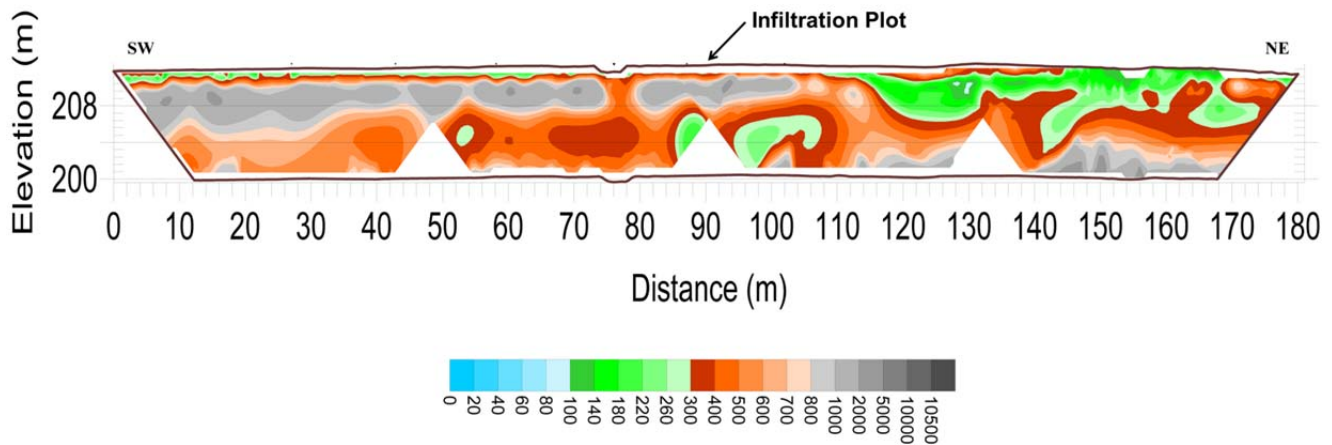 Infiltration Plot
SW
NE
Elevation (m)
208
200
0 10 20 30 40 50 60 70 80 90 100 110 120 130 140 150 160 170 180
Distance (m)
0 20 40 60 80 100 140 180 220 260 300 400 500 600 700 800 1000 2000 5000 10000 10500